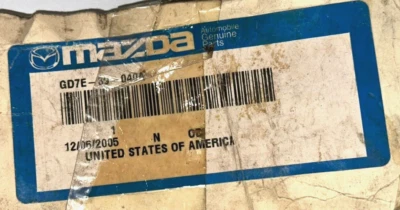 mazda
Automobile
Genuine
Parts
GD7E-
1 N
12/06/2005
UNITED STATES OF AMERICA